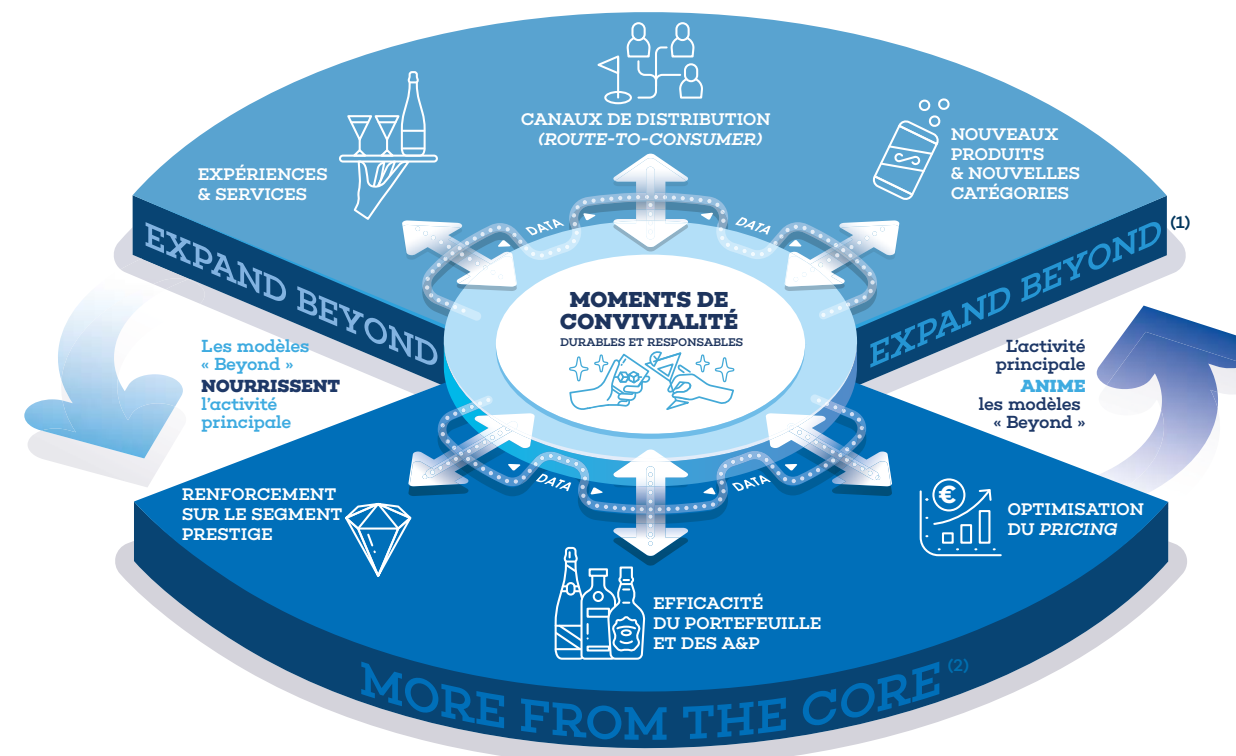 CANAUX DE DISTRIBUTION
(ROUTE-TO-CONSUMER)
EXPÉRIENCES
& SERVICES
NOUVEAUX
PRODUITS
& NOUVELLES
CATÉGORIES
DATA
DATA
EXPAND BEYOND
EXPAND BEYOND (1)
MOMENTS DE
CONVIVIALITÉ
DURABLES ET RESPONSABLES
Les modèles
« Beyond »
NOURRISSENT
l'activité
principale
L'activité
principale
ANIME
les modèles
« Beyond »
DATA
DATA
RENFORCEMENT
SUR LE SEGMENT
PRESTIGE
€
OPTIMISATION
DU PRICING
EFFICACITÉ
DU PORTEFEUILLE
ET DES A&P
MORE FROM THE CORE (2)